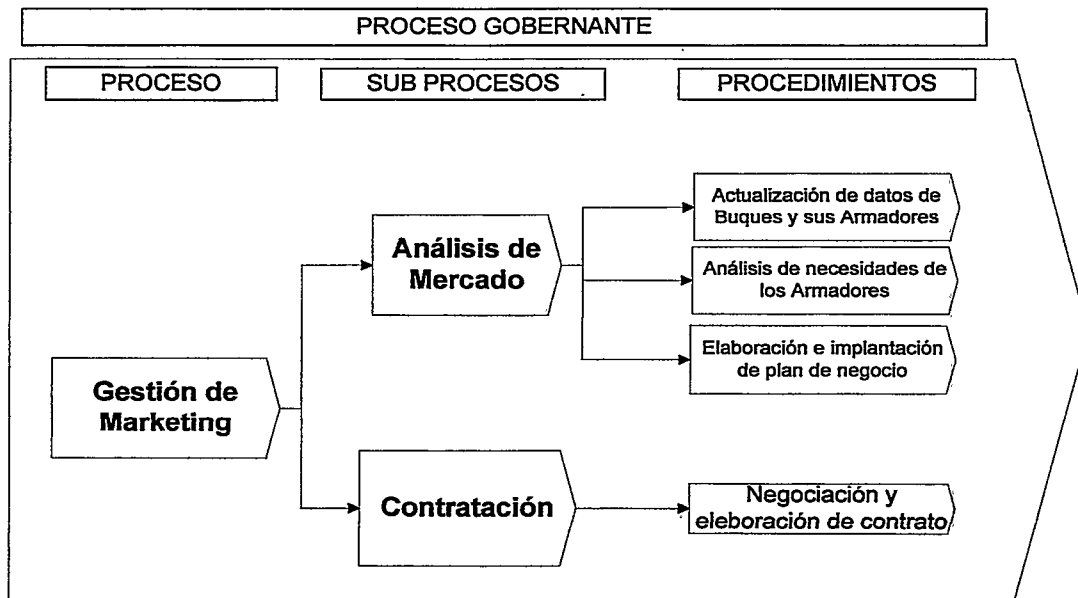 PROCESO GOBERNANTE
PROCESO
SUB PROCESOS
PROCEDIMIENTOS
Actualización de datos de
Buques y sus Armadores
Análisis de
Mercado
Análisis de necesidades de
los Armadores
Elaboración e implantación
de plan de negocio
Gestión de
Marketing
Contratación
Negociación y
eleboración de contrato